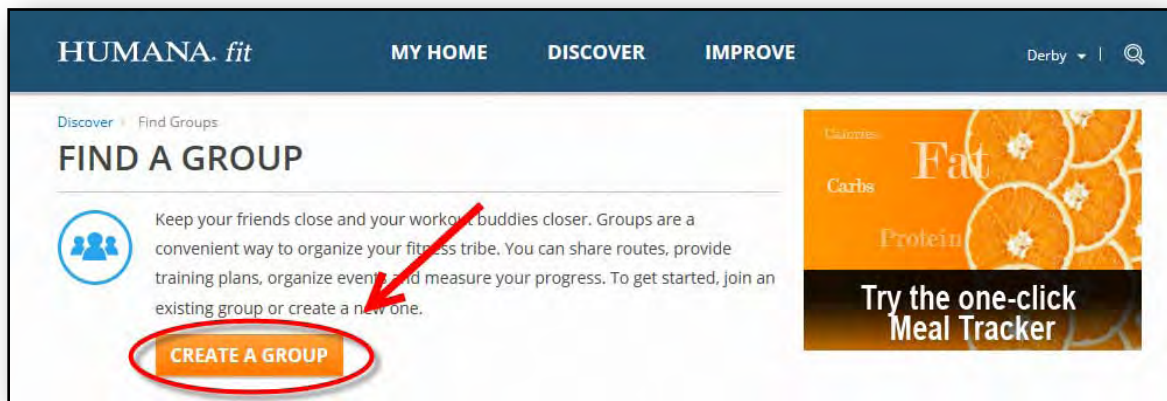 HUMANA. fit
MY HOME DISCOVER IMPROVE
Derby
Discover Find Groups
FIND A GROUP
Keep your friends close and your workout buddies closer. Groups are a
convenient way to organize your fitness tribe. You can share routes, provide
training plans, organize events and measure your progress. To get started, join an
existing group or create a new one.
CREATE A GROUP
Calories
Fat
Carbs
Protein
Try the one-click
Meal Tracker